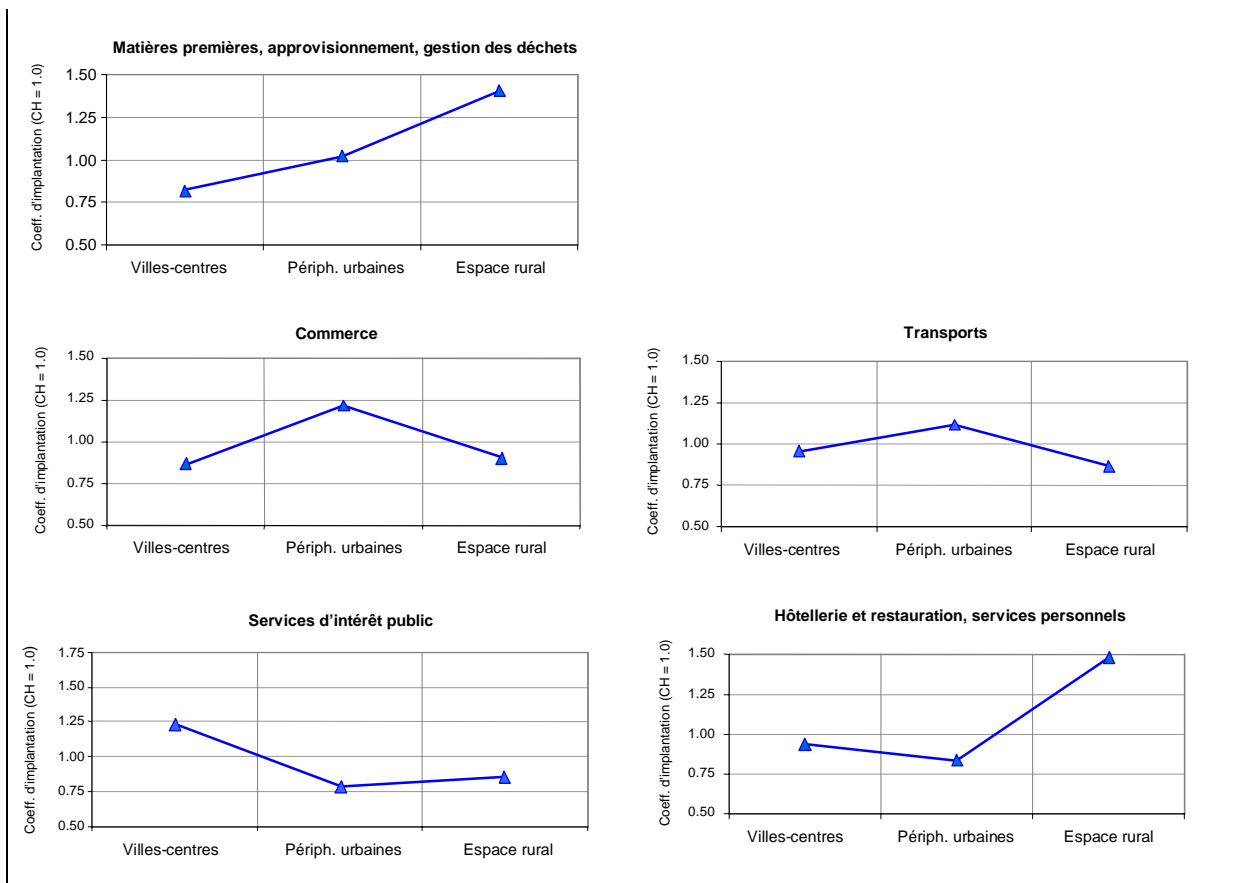 Matières premières, approvisionnement, gestion des déchets
Coeff. d'implantation (CH = 1.0)
1.50
1.25
1.00
0.75
0.50
Villes-centres Périph. urbaines Espace rural
Commerce
Coeff. d'implantation (CH = 1.0)
1.50
1.25
1.00
0.75
0.50
Villes-centres Périph. urbaines Espace rural
Transports
Coeff. d'implantation (CH = 1.0)
1.50
1.25
1.00
0.75
0.50
Villes-centres Périph. urbaines Espace rural
Services d’intérêt public
Coeff. d'implantation (CH = 1.0)
1.75
1.50
1.25
1.00
0.75
0.50
Villes-centres Périph. urbaines Espace rural
Hôtellerie et restauration, services personnels
Coeff. d'implantation (CH = 1.0)
1.50
1.25
1.00
0.75
0.50
Villes-centres Périph. urbaines Espace rural